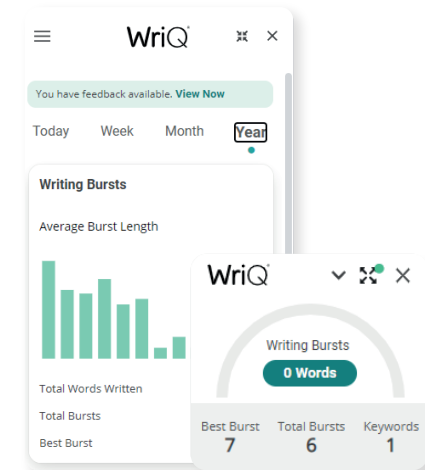 WriQ
You have feedback available. View Now
Today Week Month Year
Writing Bursts
Average Burst Length
Total Words Written
Total Bursts
Best Burst
WriQ
Writing Bursts
0 Words
Best Burst Total Bursts Keywords
7 6 1